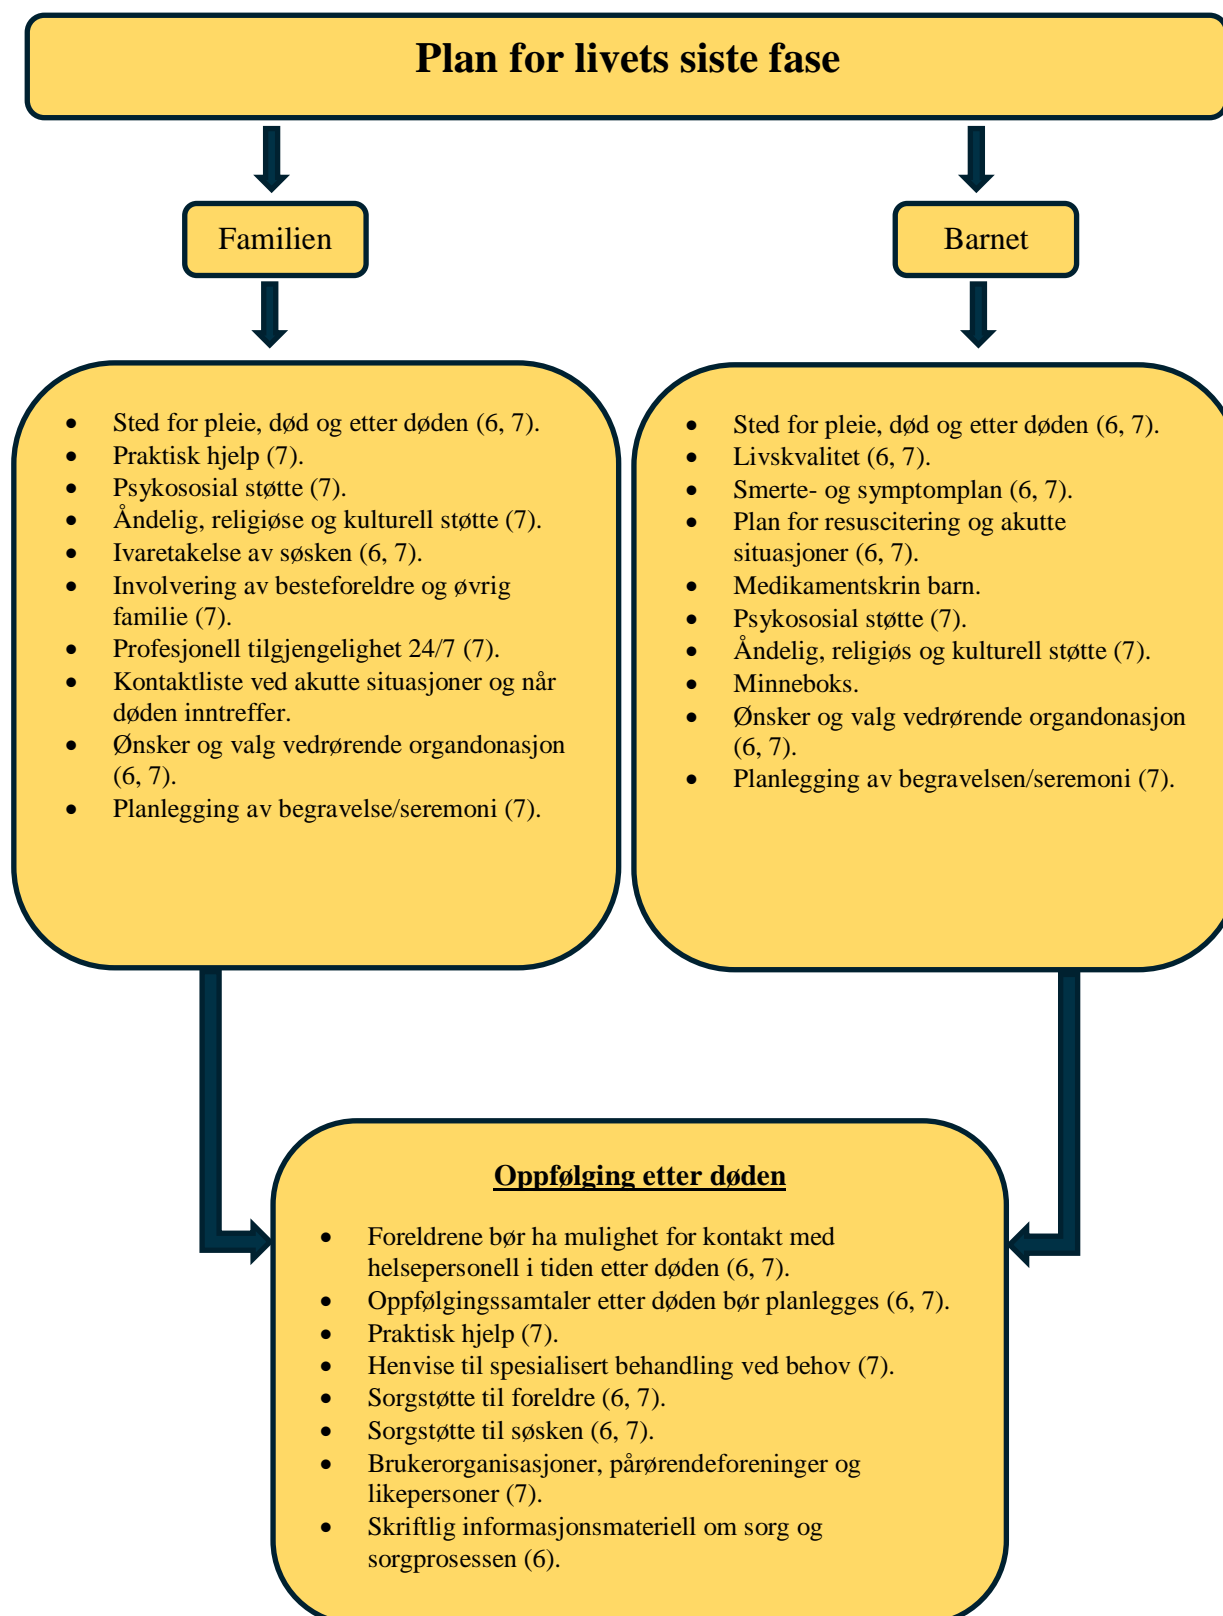 Plan for livets siste fase
Familien
Barnet
• Sted for pleie, død og etter døden (6, 7).
• Praktisk hjelp (7).
• Psykososial støtte (7).
• Åndelig, religiøse og kulturell støtte (7).
• Ivaretakelse av søsken (6, 7).
• Involvering av besteforeldre og øvrig
familie (7).
• Profesjonell tilgjengelighet 24/7 (7).
• Kontaktliste ved akutte situasjoner og når
døden inntreffer.
• Ønsker og valg vedrørende organdonasjon
(6, 7).
• Planlegging av begravelse/seremoni (7).
• Sted for pleie, død og etter døden (6, 7).
• Livskvalitet (6, 7).
• Smerte- og symptomplan (6, 7).
• Plan for resuscitering og akutte
situasjoner (6, 7).
• Medikamentskrin barn.
• Psykososial støtte (7).
• Åndelig, religiøs og kulturell støtte (7).
• Minneboks.
• Ønsker og valg vedrørende organdonasjon
(6, 7).
• Planlegging av begravelsen/seremoni (7).
Oppfølging etter døden
• Foreldrene bør ha mulighet for kontakt med
helsepersonell i tiden etter døden (6, 7).
• Oppfølgingssamtaler etter døden bør planlegges (6, 7).
• Praktisk hjelp (7).
• Henvise til spesialisert behandling ved behov (7).
• Sorgstøtte til foreldre (6, 7).
• Sorgstøtte til søsken (6, 7).
• Brukerorganisasjoner, pårørendeforeninger og
likepersoner (7).
• Skriftlig informasjonsmateriell om sorg og
sorgprosessen (6).